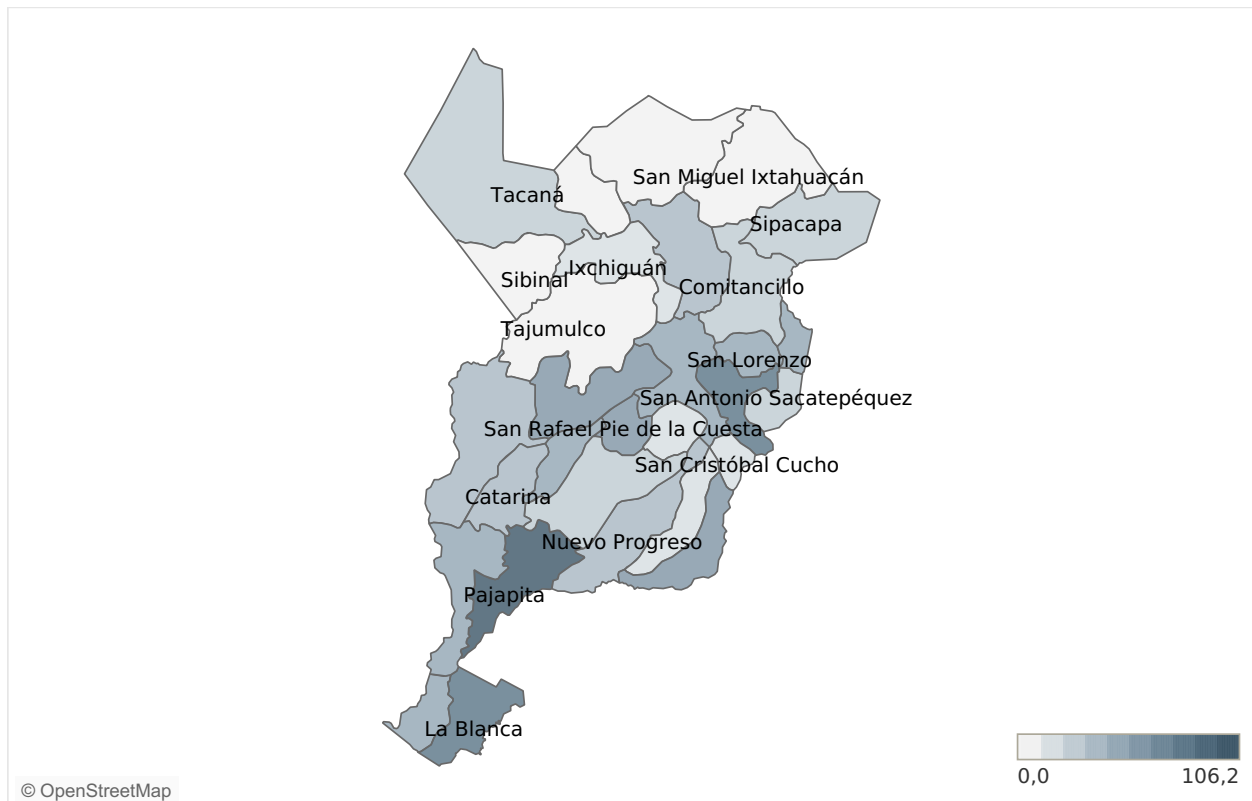 San Miguel Ixtahuacán
Tacaná
Sipacapa
Ixchiguán
Sibinal
Comitancillo
Tajumulco
San Lorenzo
San Antonio Sacatepéquez
San Rafael Pie de la Cuesta
San Cristóbal Cucho
Catarina
Nuevo Progreso
Pajapita
La Blanca
0,0 106,2
© OpenStreetMap